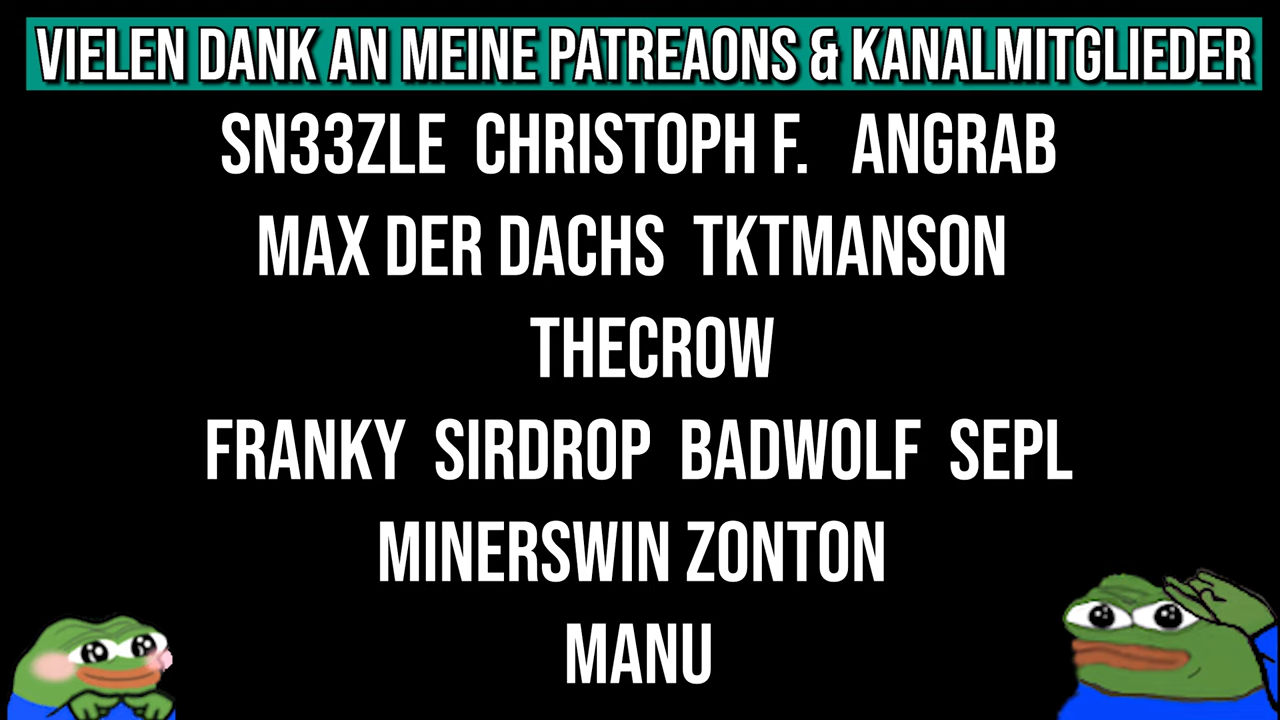 VIELEN DANK AN MEINE PATREAONS & KANALMITGLIEDER
SN33ZLE CHRISTOPH F. ANGRAB
MAX DER DACHS TKTMANSON
THECROW
FRANKY SIRDROP BADWOLF SEPL
MINERSWIN ZONTON
MANU